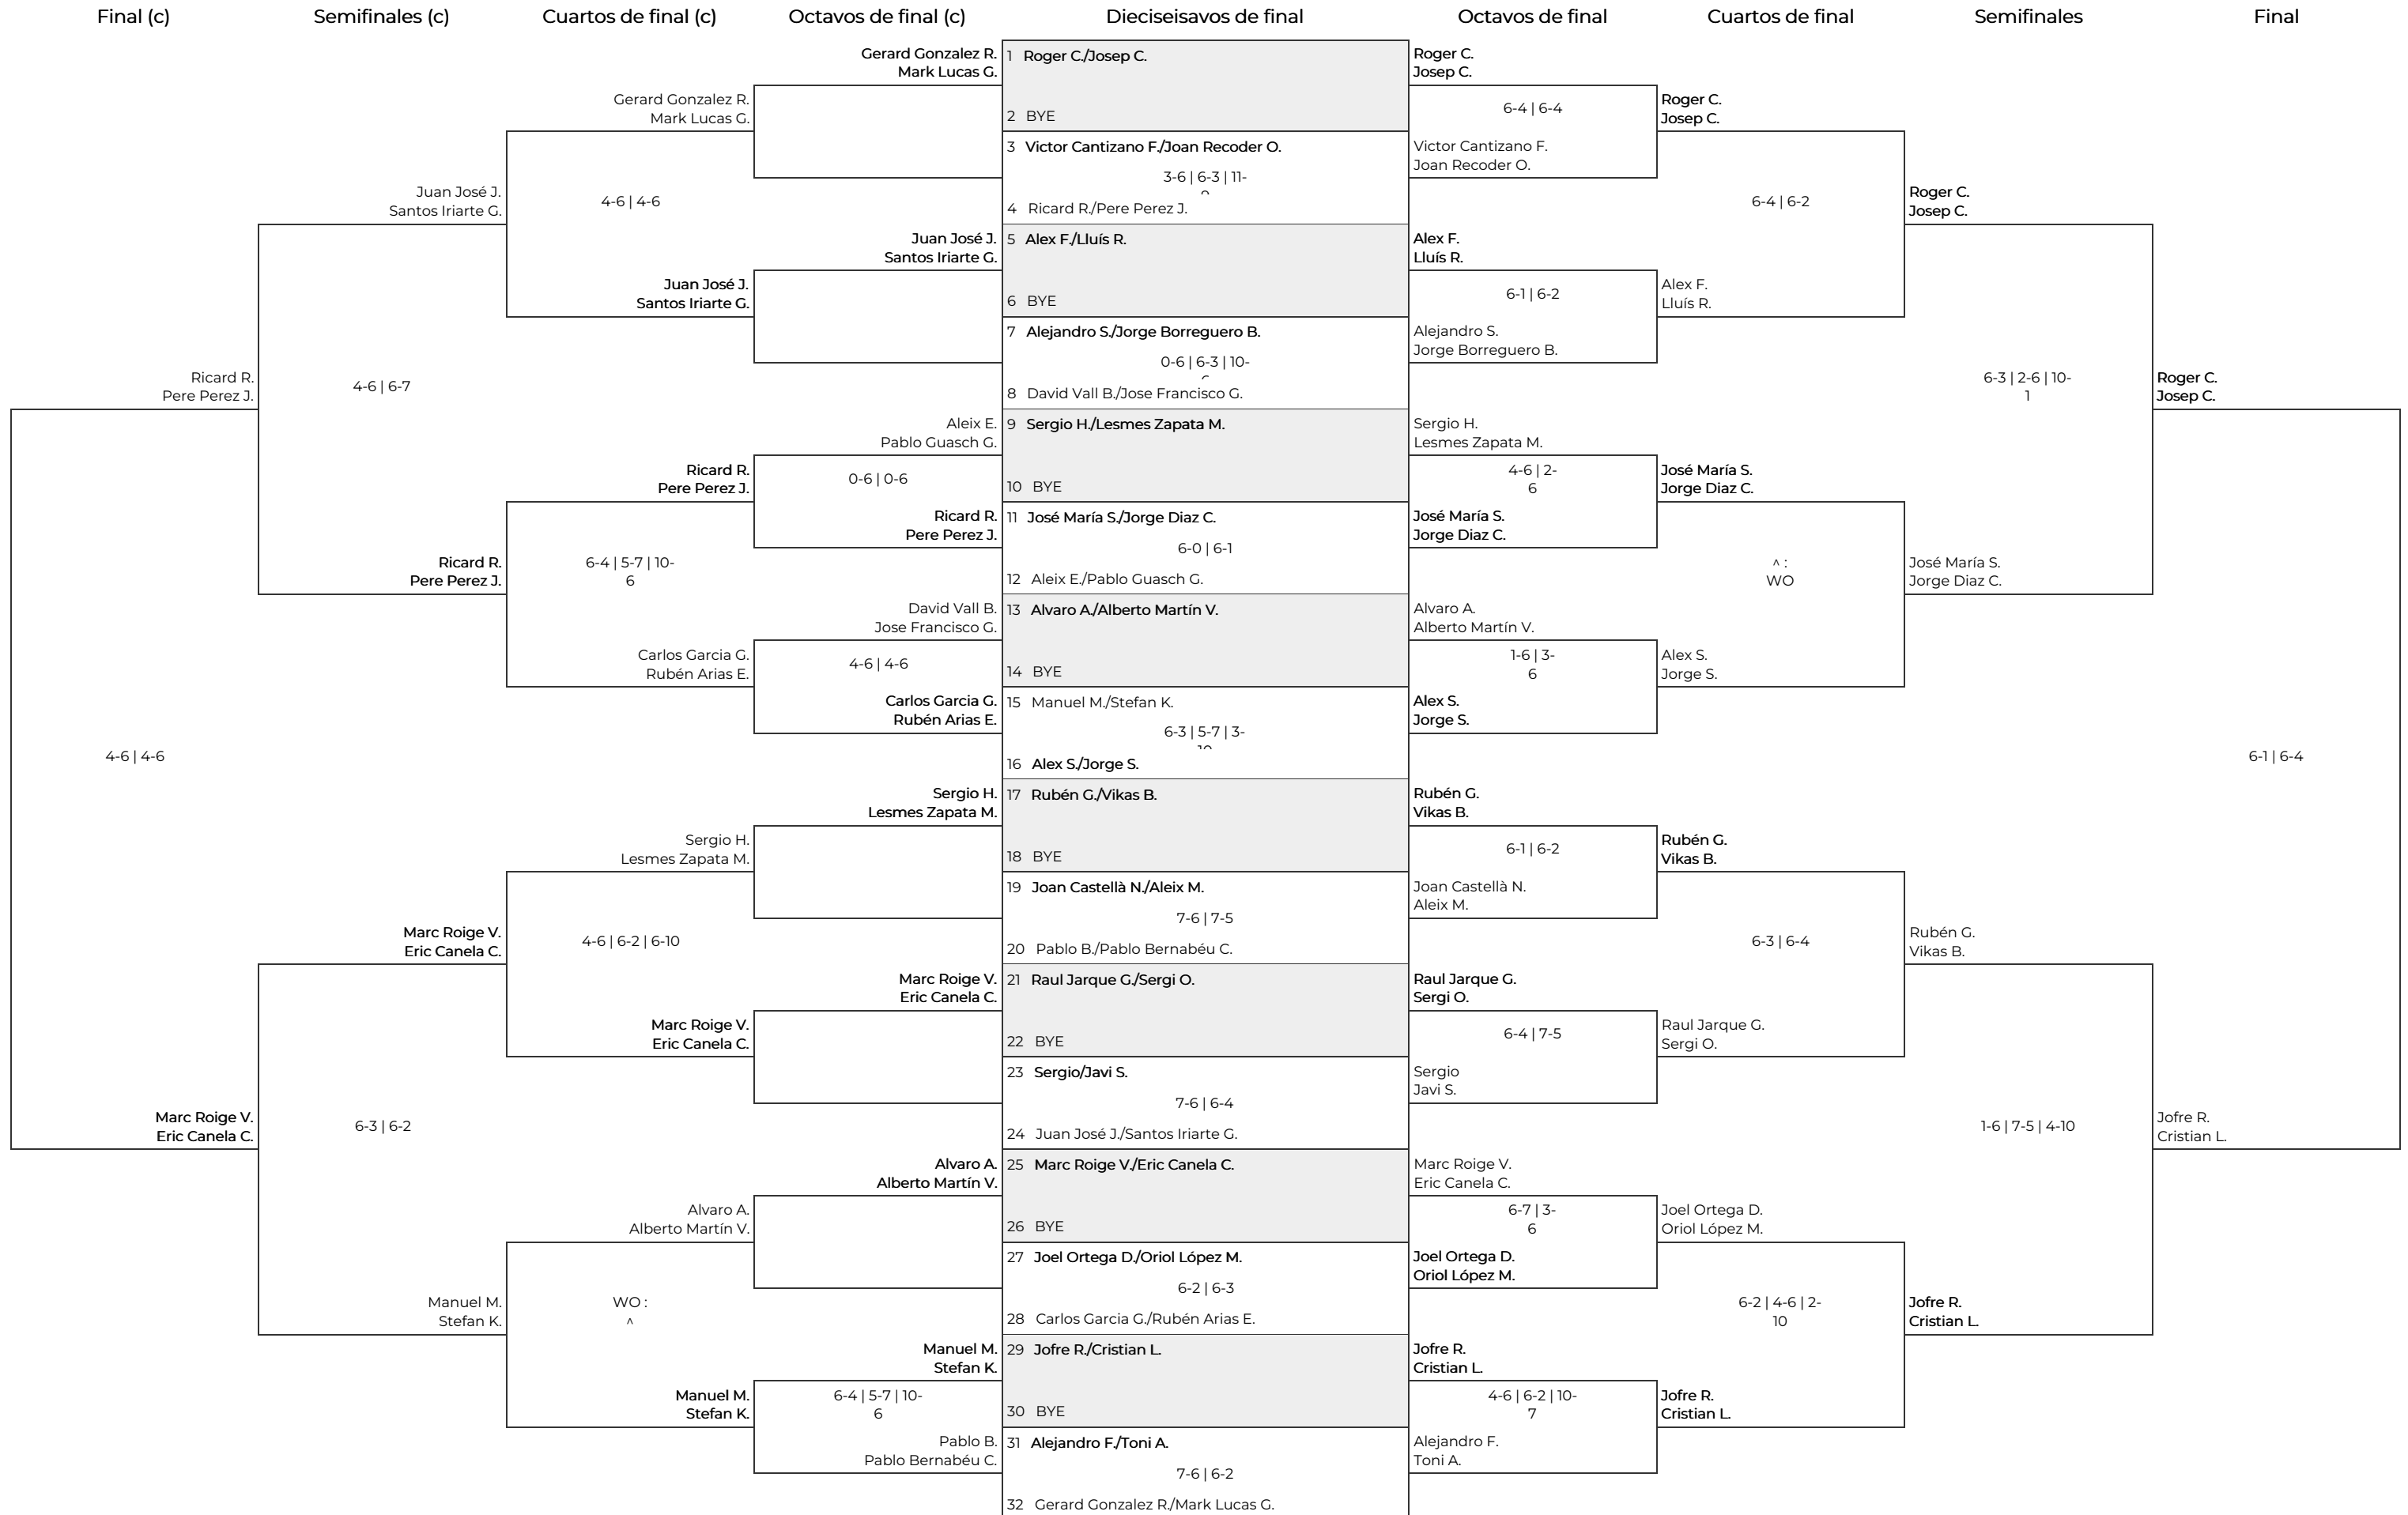 Final (c)
Semifinales (c)
Cuartos de final (c)
Octavos de final (c)
Dieciseisavos de final
Octavos de final
Cuartos de final
Semifinales
Final
Ricard R.
Pere Perez J.
4-6 | 4-6
Marc Roige V.
Eric Canela C.
Juan José J.
Santos Iriarte G.
4-6 | 6-7
Ricard R.
Pere Perez J.
Marc Roige V.
Eric Canela C.
6-3 | 6-2
Manuel M.
Stefan K.
Gerard Gonzalez R.
Mark Lucas G.
4-6 | 4-6
Juan José J.
Santos Iriarte G.
Ricard R.
Pere Perez J.
6-4 | 5-7 | 10-
6
Carlos Garcia G.
Rubén Arias E.
Sergio H.
Lesmes Zapata M.
4-6 | 6-2 | 6-10
Marc Roige V.
Eric Canela C.
Alvaro A.
Alberto Martín V.
WO :
^
Manuel M.
Stefan K.
Gerard Gonzalez R.
Mark Lucas G.
Juan José J.
Santos Iriarte G.
Aleix E.
Pablo Guasch G.
0-6 | 0-6
Ricard R.
Pere Perez J.
David Vall B.
Jose Francisco G.
4-6 | 4-6
Carlos Garcia G.
Rubén Arias E.
Sergio H.
Lesmes Zapata M.
Marc Roige V.
Eric Canela C.
Alvaro A.
Alberto Martín V.
Manuel M.
Stefan K.
6-4 | 5-7 | 10-
6
Pablo B.
Pablo Bernabéu C.
1 Roger C./Josep C.
2 BYE
3 Victor Cantizano F./Joan Recoder O.
3-6 | 6-3 | 11-
4 Ricard R./Pere Perez J.
5 Alex F./Lluís R.
6 BYE
7 Alejandro S./Jorge Borreguero B.
0-6 | 6-3 | 10-
8 David Vall B./Jose Francisco G.
9 Sergio H./Lesmes Zapata M.
10 BYE
11 José María S./Jorge Diaz C.
6-0 | 6-1
12 Aleix E./Pablo Guasch G.
13 Alvaro A./Alberto Martín V.
14 BYE
15 Manuel M./Stefan K.
6-3 | 5-7 | 3-
10
16 Alex S./Jorge S.
17 Rubén G./Vikas B.
18 BYE
19 Joan Castellà N./Aleix M.
7-6 | 7-5
20 Pablo B./Pablo Bernabéu C.
21 Raul Jarque G./Sergi O.
22 BYE
23 Sergio/Javi S.
7-6 | 6-4
24 Juan José J./Santos Iriarte G.
25 Marc Roige V./Eric Canela C.
26 BYE
27 Joel Ortega D./Oriol López M.
6-2 | 6-3
28 Carlos Garcia G./Rubén Arias E.
29 Jofre R./Cristian L.
30 BYE
31 Alejandro F./Toni A.
7-6 | 6-2
32 Gerard Gonzalez R./Mark Lucas G.
Roger C.
Josep C.
6-4 | 6-4
Victor Cantizano F.
Joan Recoder O.
Alex F.
Lluís R.
6-1 | 6-2
Alejandro S.
Jorge Borreguero B.
Sergio H.
Lesmes Zapata M.
4-6 | 2-
6
José María S.
Jorge Diaz C.
Alvaro A.
Alberto Martín V.
1-6 | 3-
6
Alex S.
Jorge S.
Rubén G.
Vikas B.
6-1 | 6-2
Joan Castellà N.
Aleix M.
Raul Jarque G.
Sergi O.
6-4 | 7-5
Sergio
Javi S.
Marc Roige V.
Eric Canela C.
6-7 | 3-
6
Joel Ortega D.
Oriol López M.
Jofre R.
Cristian L.
4-6 | 6-2 | 10-
7
Alejandro F.
Toni A.
Roger C.
Josep C.
6-4 | 6-2
Alex F.
Lluís R.
José María S.
Jorge Diaz C.
^ :
WO
Alex S.
Jorge S.
Rubén G.
Vikas B.
6-3 | 6-4
Raul Jarque G.
Sergi O.
Joel Ortega D.
Oriol López M.
6-2 | 4-6 | 2-
10
Jofre R.
Cristian L.
Roger C.
Josep C.
6-3 | 2-6 | 10-
1
José María S.
Jorge Diaz C.
Rubén G.
Vikas B.
1-6 | 7-5 | 4-10
Jofre R.
Cristian L.
Roger C.
Josep C.
6-1 | 6-4
Jofre R.
Cristian L.